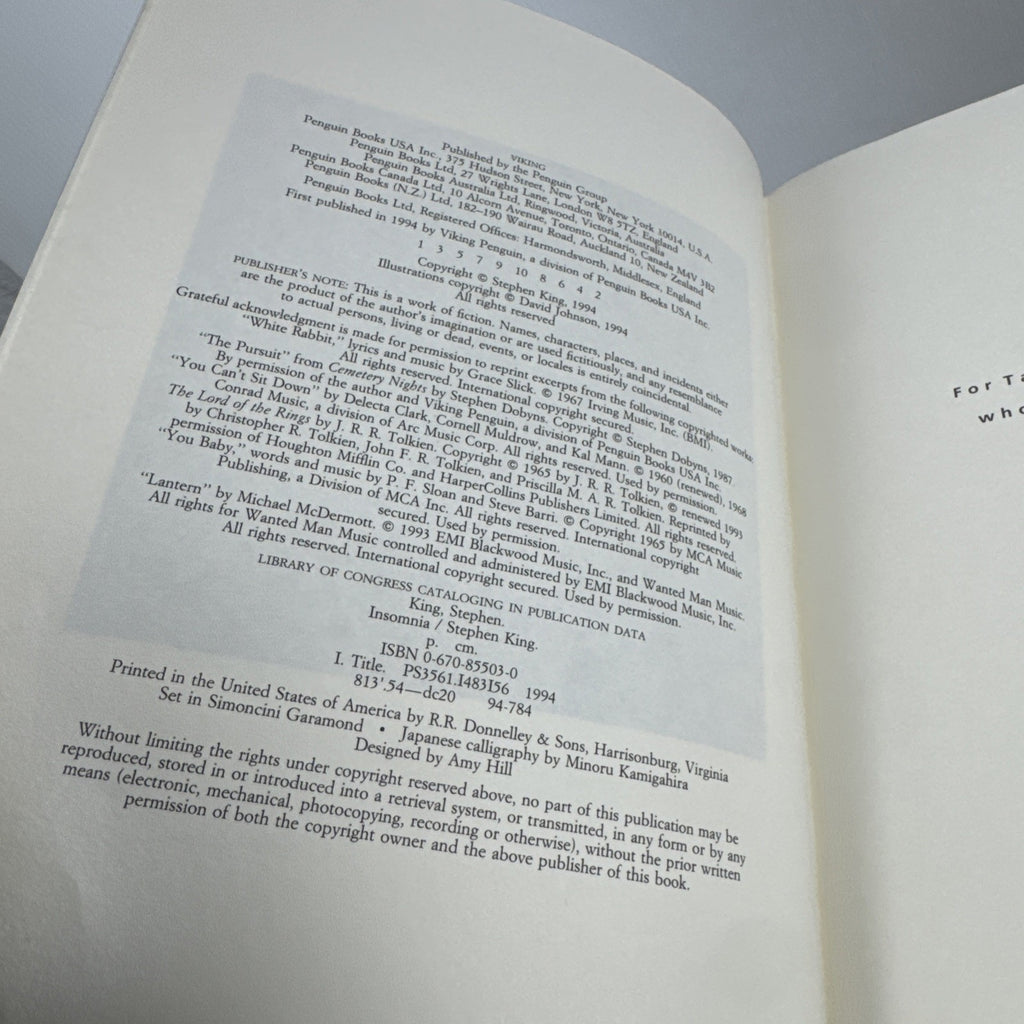 VIKING
Published by the Penguin Group
Penguin Books USA Inc., 375 Hudson Street, New York, New York 10014, U.S.A.
Penguin Books Ltd, 27 Wrights Lane, London W8 5TZ, England
Penguin Books Australia Ltd, Ringwood, Victoria, Australia
Penguin Books Canada Ltd, 10 Alcorn Avenue, Toronto, Ontario, Canada M4V 3B2
Penguin Books (N.Z.) Ltd, 182–190 Wairau Road, Auckland 10, New Zealand
Penguin Books Ltd, Registered Offices: Harmondsworth, Middlesex, England
First published in 1994 by Viking Penguin, a division of Penguin Books USA Inc.
1 3 5 7 9 10 8 6 4 2
Copyright © Stephen King, 1994
Illustrations copyright © David Johnson, 1994
All rights reserved
PUBLISHER'S NOTE: This is a work of fiction. Names, characters, places, and incidents either
are the product of the author's imagination or are used fictitiously, and any resemblance
to actual persons, living or dead, events, or locales is entirely coincidental.
Grateful acknowledgment is made for permission to reprint excerpts from the following copyrighted works:
"White Rabbit," lyrics and music by Grace Slick. © 1967 Irving Music, Inc. (BMI).
All rights reserved. International copyright secured.
"The Pursuit" from Cemetery Nights by Stephen Dobyns. Copyright © Stephen Dobyns, 1987.
By permission of the author and Viking Penguin, a division of Penguin Books USA Inc.
"You Can't Sit Down" by Delecta Clark, Cornell Muldrow, and Kal Mann. © 1960 (renewed), 1968
Conrad Music, a division of Arc Music Corp. All rights reserved. Used by permission.
The Lord of the Rings by J. R. R. Tolkien. Copyright © 1965 by J. R. R. Tolkien, © renewed 1993
by Christopher R. Tolkien, John F. R. Tolkien, and Priscilla M. A. R. Tolkien. Reprinted by
permission of Houghton Mifflin Co. and HarperCollins Publishers Limited. All rights reserved.
"You Baby," words and music by P. F. Sloan and Steve Barri. © Copyright 1965 by MCA Music
Publishing, a Division of MCA Inc. All rights reserved. International copyright
secured. Used by permission.
"Lantern" by Michael McDermott. © 1993 EMI Blackwood Music, Inc., and Wanted Man Music.
All rights for Wanted Man Music controlled and administered by EMI Blackwood Music, Inc.
All rights reserved. International copyright secured. Used by permission.
LIBRARY OF CONGRESS CATALOGING IN PUBLICATION DATA
King, Stephen.
Insomnia / Stephen King.
p. cm.
ISBN 0-670-85503-0
I. Title. PS3561.I483I56 1994
813'.54—dc20 94-784
Printed in the United States of America by R.R. Donnelley & Sons, Harrisonburg, Virginia
Set in Simoncini Garamond • Japanese calligraphy by Minoru Kamigahira
Designed by Amy Hill
Without limiting the rights under copyright reserved above, no part of this publication may be
reproduced, stored in or introduced into a retrieval system, or transmitted, in any form or by any
means (electronic, mechanical, photocopying, recording or otherwise), without the prior written
permission of both the copyright owner and the above publisher of this book.
For